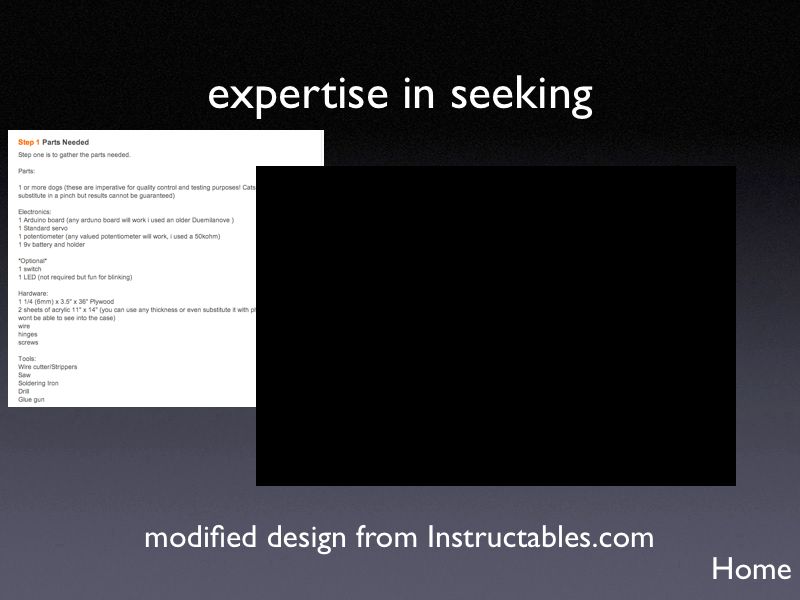 expertise in seeking
Step 1 Parts Needed
Step one is to gather the parts needed.
Parts:
1 or more dogs (these are imperative for quality control and testing purposes! Cats
substitute in a pinch but results cannot be guaranteed)
Electronics:
1 Arduino board (any arduno board will work i used an older Duemilanove )
1 Standard servo
1 potentiometer (any valued potentiometer will work, i used a 50kohm)
1 9v battery and holder
*Optional*
1 switch
1 LED (not required but fun for blinking)
Hardware:
1 1/4 (6mm) x 3.5" x 36" Plywood
2 sheets of acrylic 11" x 14" (you can use any thickness or even substitute it with
wont be able to see into the case)
wire
hinges
screws
Tools:
Wire cutter/Strippers
Saw
Soldering Iron
Drill
Glue gun
modified design from Instructables.com
Home